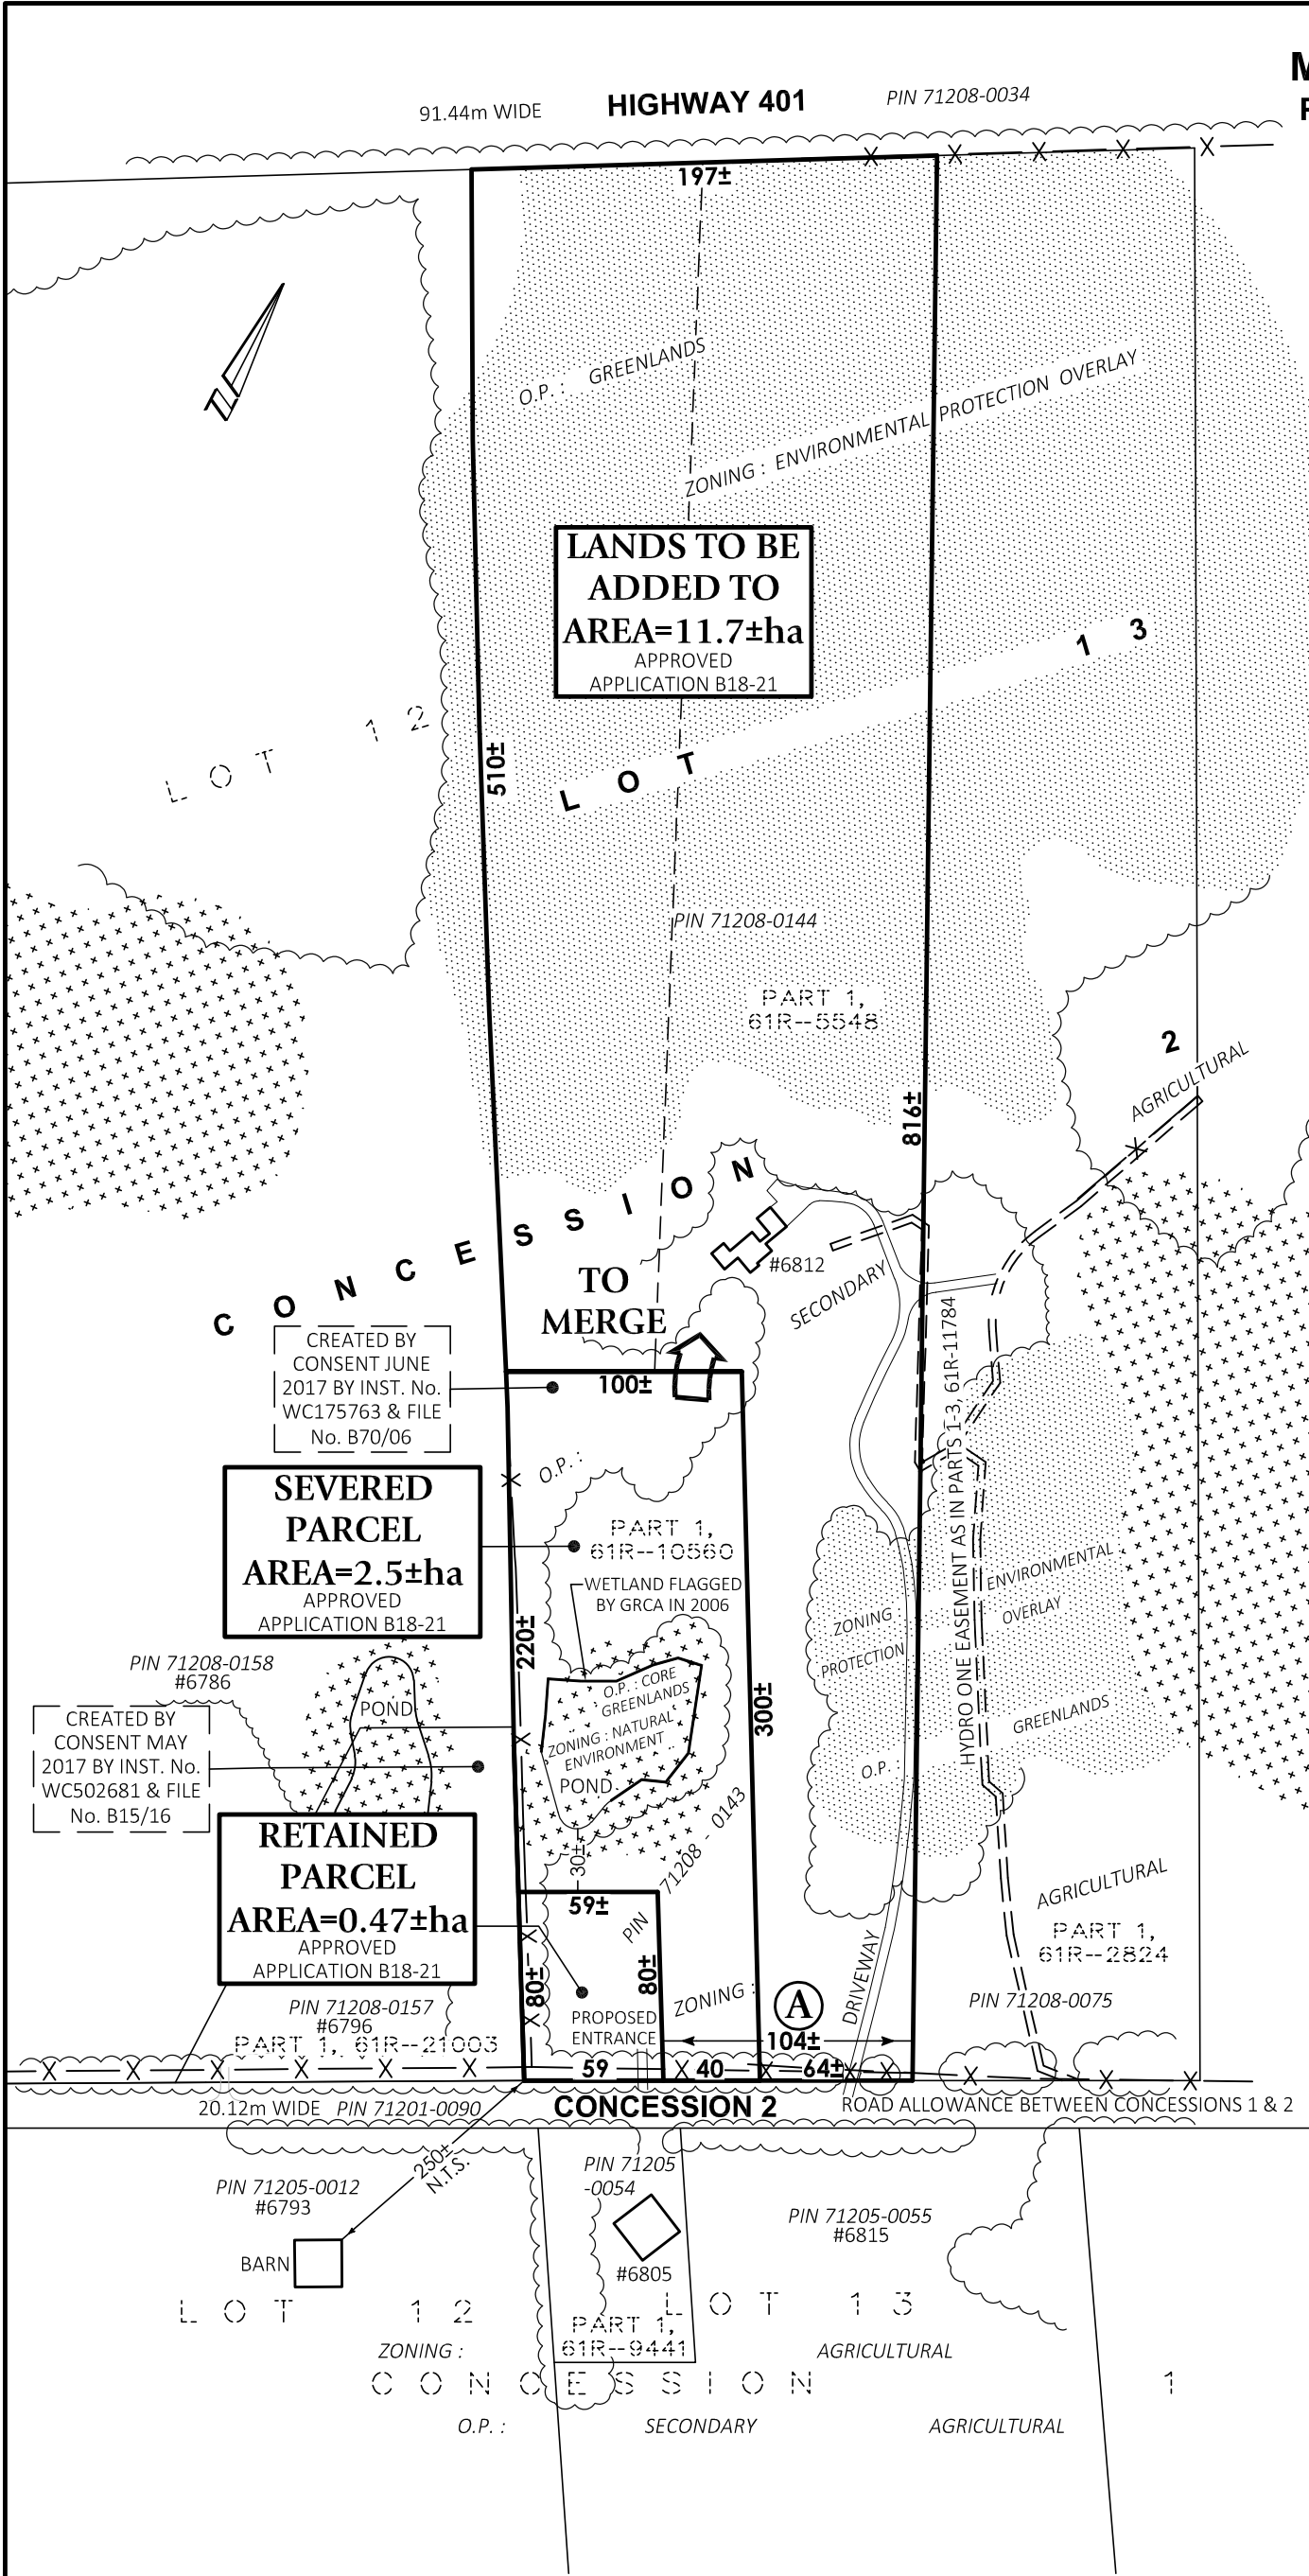 M
91.44m WIDE HIGHWAY 401 PIN 71208-0034
197±
O.P. : GREENLANDS
ZONING : ENVIRONMENTAL PROTECTION OVERLAY
LANDS TO BE
ADDED TO
AREA=11.7±ha
APPROVED
APPLICATION B18-21
LOT 13
LOT 12
510±
PIN 71208-0144
PART 1,
61R-5548
816±
CONCESSION 2
AGRICULTURAL
SECONDARY
#6812
TO
MERGE
CREATED BY
CONSENT JUNE
2017 BY INST. No.
WC175763 & FILE
No. B70/06
100±
O.P. :
SEVERED
PARCEL
AREA=2.5±ha
APPROVED
APPLICATION B18-21
PART 1,
61R-10560
WETLAND FLAGGED
BY GRCA IN 2006
HYDRO ONE EASEMENT AS IN PARTS 1-3, 61R-11784
ZONING ENVIRONMENTAL
PROTECTION OVERLAY
O.P. GREENLANDS
220±
300±
O.P. : CORE
GREENLANDS
ZONING : NATURAL
ENVIRONMENT
POND
PIN 71208-0158
#6786
POND
CREATED BY
CONSENT MAY
2017 BY INST. No.
WC502681 & FILE
No. B15/16
RETAINED
PARCEL
AREA=0.47±ha
APPROVED
APPLICATION B18-21
30±
59±
PIN 71208 - 0143
80±
80±
PROPOSED
ENTRANCE
ZONING :
AGRICULTURAL
A
DRIVEWAY
104±
PART 1,
61R-2824
PIN 71208-0075
PIN 71208-0157
#6796
PART 1, 61R-21003
59 40 64±
20.12m WIDE PIN 71201-0090 CONCESSION 2 ROAD ALLOWANCE BETWEEN CONCESSIONS 1 & 2
250±
N.T.S.
PIN 71205-0012
#6793
BARN
PIN 71205
-0054
#6805
PIN 71205-0055
#6815
LOT 12 LOT 13
PART 1,
61R-9441
ZONING : AGRICULTURAL
CONCESSION 1
O.P. : SECONDARY AGRICULTURAL